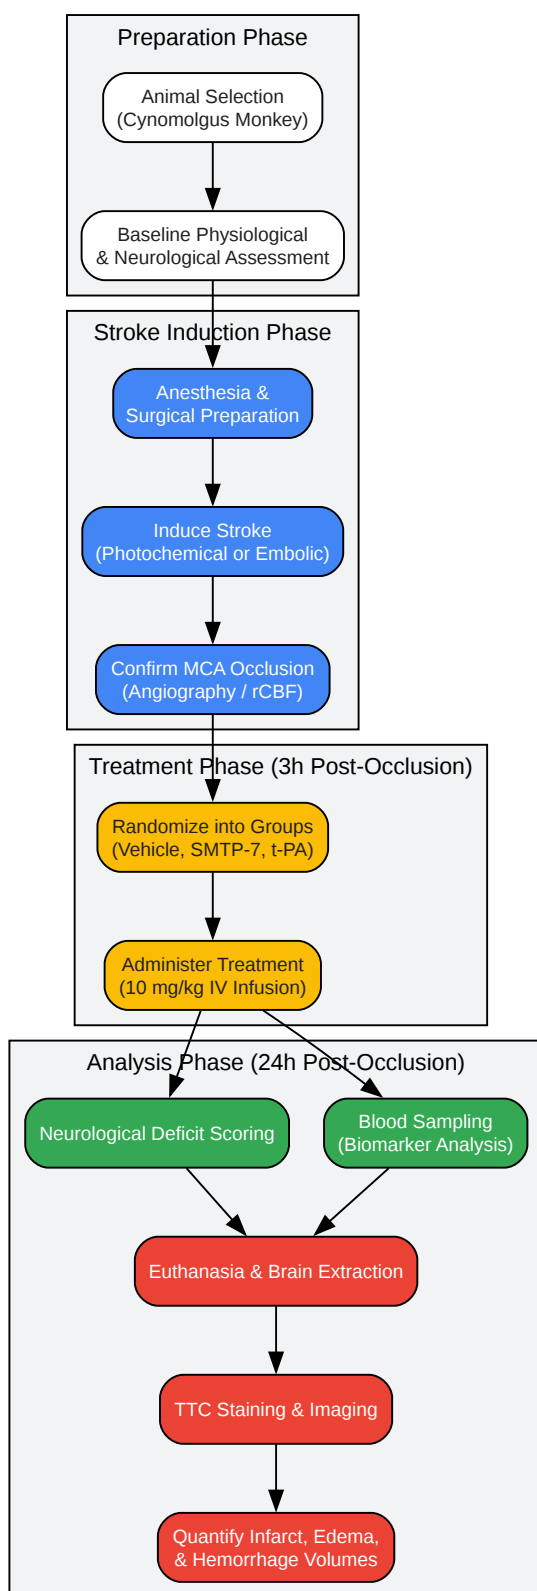 Preparation Phase
Animal Selection
(Cynomolgus Monkey)
Baseline Physiological
& Neurological Assessment
Stroke Induction Phase
Anesthesia &
Surgical Preparation
Induce Stroke
(Photochemical or Embolic)
Confirm MCA Occlusion
(Angiography / rCBF)
Treatment Phase (3h Post-Occlusion)
Randomize into Groups
(Vehicle, SMTP-7, t-PA)
Administer Treatment
(10 mg/kg IV Infusion)
Analysis Phase (24h Post-Occlusion)
Neurological Deficit Scoring
Blood Sampling
(Biomarker Analysis)
Euthanasia & Brain Extraction
TTC Staining & Imaging
Quantify Infarct, Edema,
& Hemorrhage Volumes